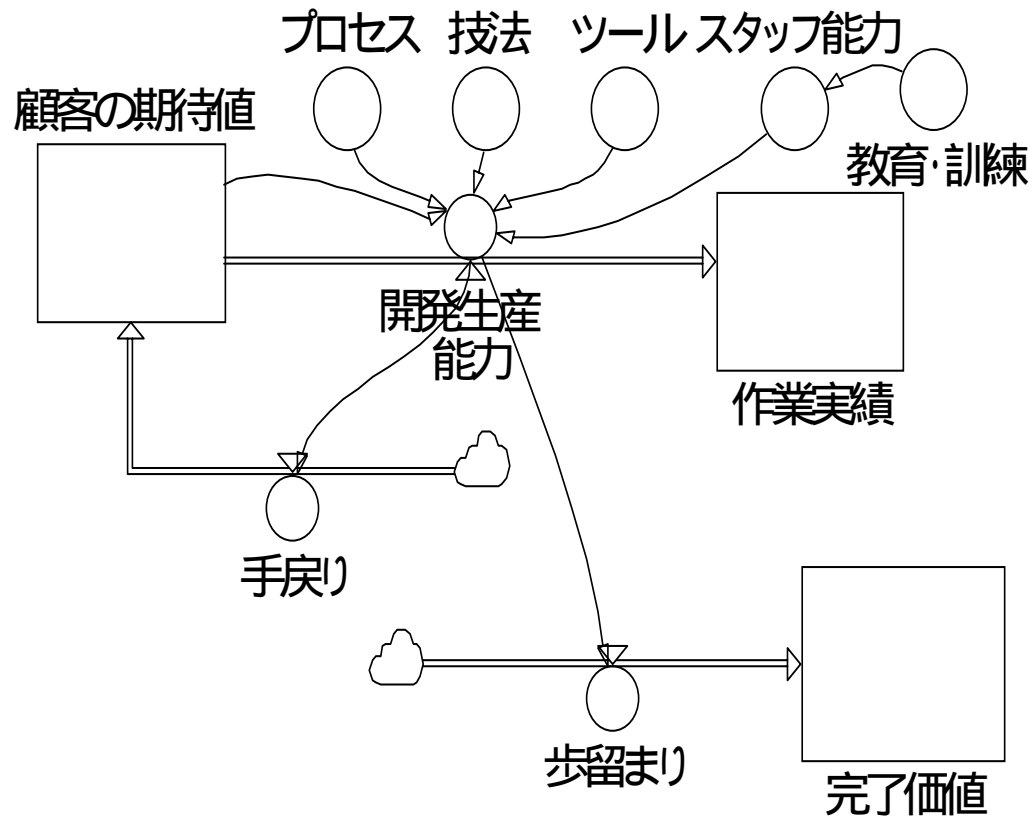 プロセス 技法 ツール スタッフ能力
顧客の期待値
教育・訓練
開発生産
能力
作業実績
手戻り
歩留まり
完了価値